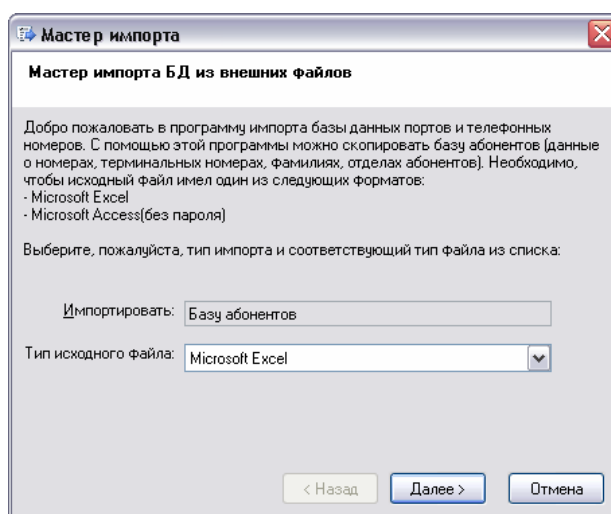 Мастер импорта
Мастер импорта БД из внешних файлов
Добро пожаловать в программу импорта базы данных портов и телефонных
номеров. С помощью этой программы можно скопировать базу абонентов (данные
о номерах, терминальных номерах, фамилиях, отделах абонентов). Необходимо,
чтобы исходный файл имел один из следующих форматов:
- Microsoft Excel
- Microsoft Access(без пароля)
Выберите, пожалуйста, тип импорта и соответствующий тип файла из списка:
Импортировать: Базу абонентов
Тип исходного файла: Microsoft Excel
< Назад Далее > Отмена